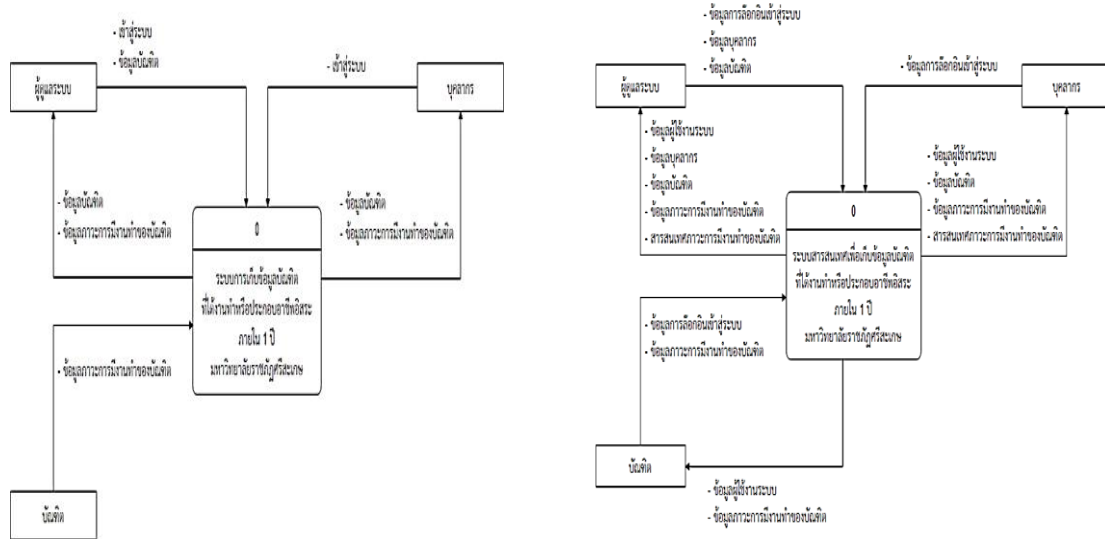 - เข้าสู่ระบบ
- ข้อมูลบัณฑิต
- เข้าสู่ระบบ
ผู้ดูแลระบบ
บุคลากร
- ข้อมูลบัณฑิต
- ข้อมูลภาวะการมีงานทำของบัณฑิต
- ข้อมูลบัณฑิต
- ข้อมูลภาวะการมีงานทำของบัณฑิต
0
ระบบการเก็บข้อมูลบัณฑิต
ที่ได้งานทำหรือประกอบอาชีพอิสระ
ภายใน 1 ปี
มหาวิทยาลัยราชภัฏศรีสะเกษ
- ข้อมูลภาวะการมีงานทำของบัณฑิต
บัณฑิต
- ข้อมูลการล็อกอินเข้าสู่ระบบ
- ข้อมูลบุคลากร
- ข้อมูลบัณฑิต
- ข้อมูลการล็อกอินเข้าสู่ระบบ
ผู้ดูแลระบบ
บุคลากร
- ข้อมูลผู้ใช้งานระบบ
- ข้อมูลบุคลากร
- ข้อมูลบัณฑิต
- ข้อมูลภาวะการมีงานทำของบัณฑิต
- สารสนเทศภาวะการมีงานทำของบัณฑิต
- ข้อมูลผู้ใช้งานระบบ
- ข้อมูลบัณฑิต
- ข้อมูลภาวะการมีงานทำของบัณฑิต
- สารสนเทศภาวะการมีงานทำของบัณฑิต
0
ระบบสารสนเทศเพื่อเก็บข้อมูลบัณฑิต
ที่ได้งานทำหรือประกอบอาชีพอิสระ
ภายใน 1 ปี
มหาวิทยาลัยราชภัฏศรีสะเกษ
- ข้อมูลการล็อกอินเข้าสู่ระบบ
- ข้อมูลภาวะการมีงานทำของบัณฑิต
บัณฑิต
- ข้อมูลผู้ใช้งานระบบ
- ข้อมูลภาวะการมีงานทำของบัณฑิต